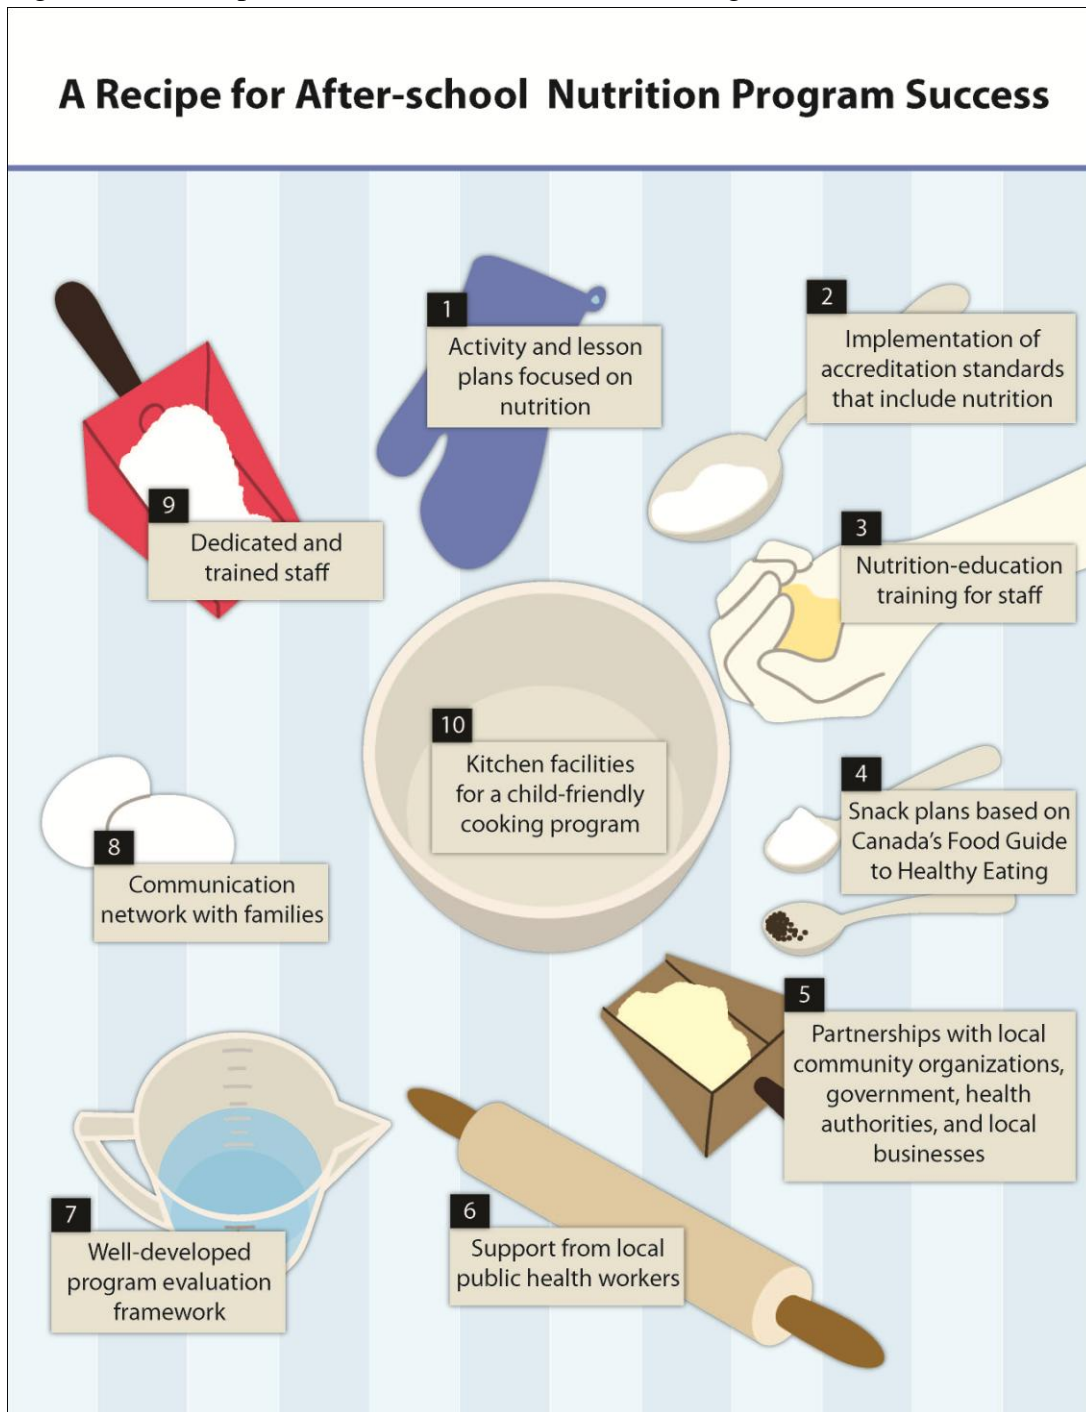 A Recipe for After-school Nutrition Program Success
1
Activity and lesson
plans focused on
nutrition
2
Implementation of
accreditation standards
that include nutrition
3
Nutrition-education
training for staff
4
Snack plans based on
Canada's Food Guide
to Healthy Eating
5
Partnerships with local
community organizations,
government, health
authorities, and local
businesses
6
Support from local
public health workers
7
Well-developed
program evaluation
framework
8
Communication
network with families
9
Dedicated and
trained staff
10
Kitchen facilities
for a child-friendly
cooking program